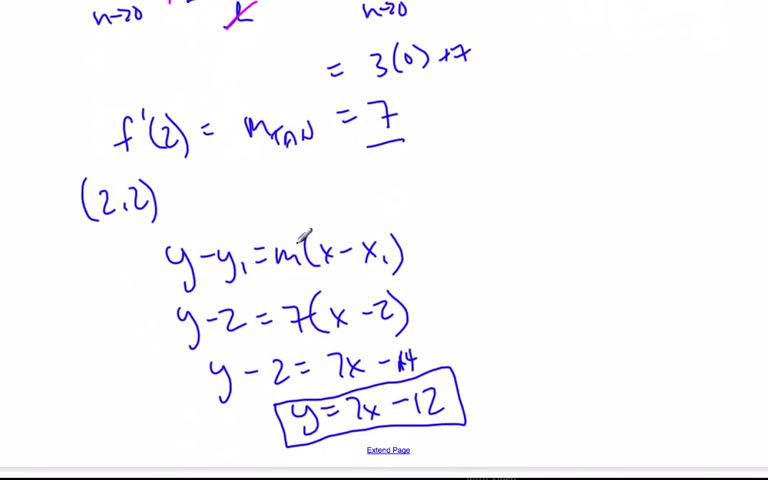 h→0 h h→0
= 3(0)+7
f'(2) = mTAN = 7
(2,2)
y-y₁=m(x-x₁)
y-2=7(x-2)
y-2=7x-14
y=7x-12
Extend Page